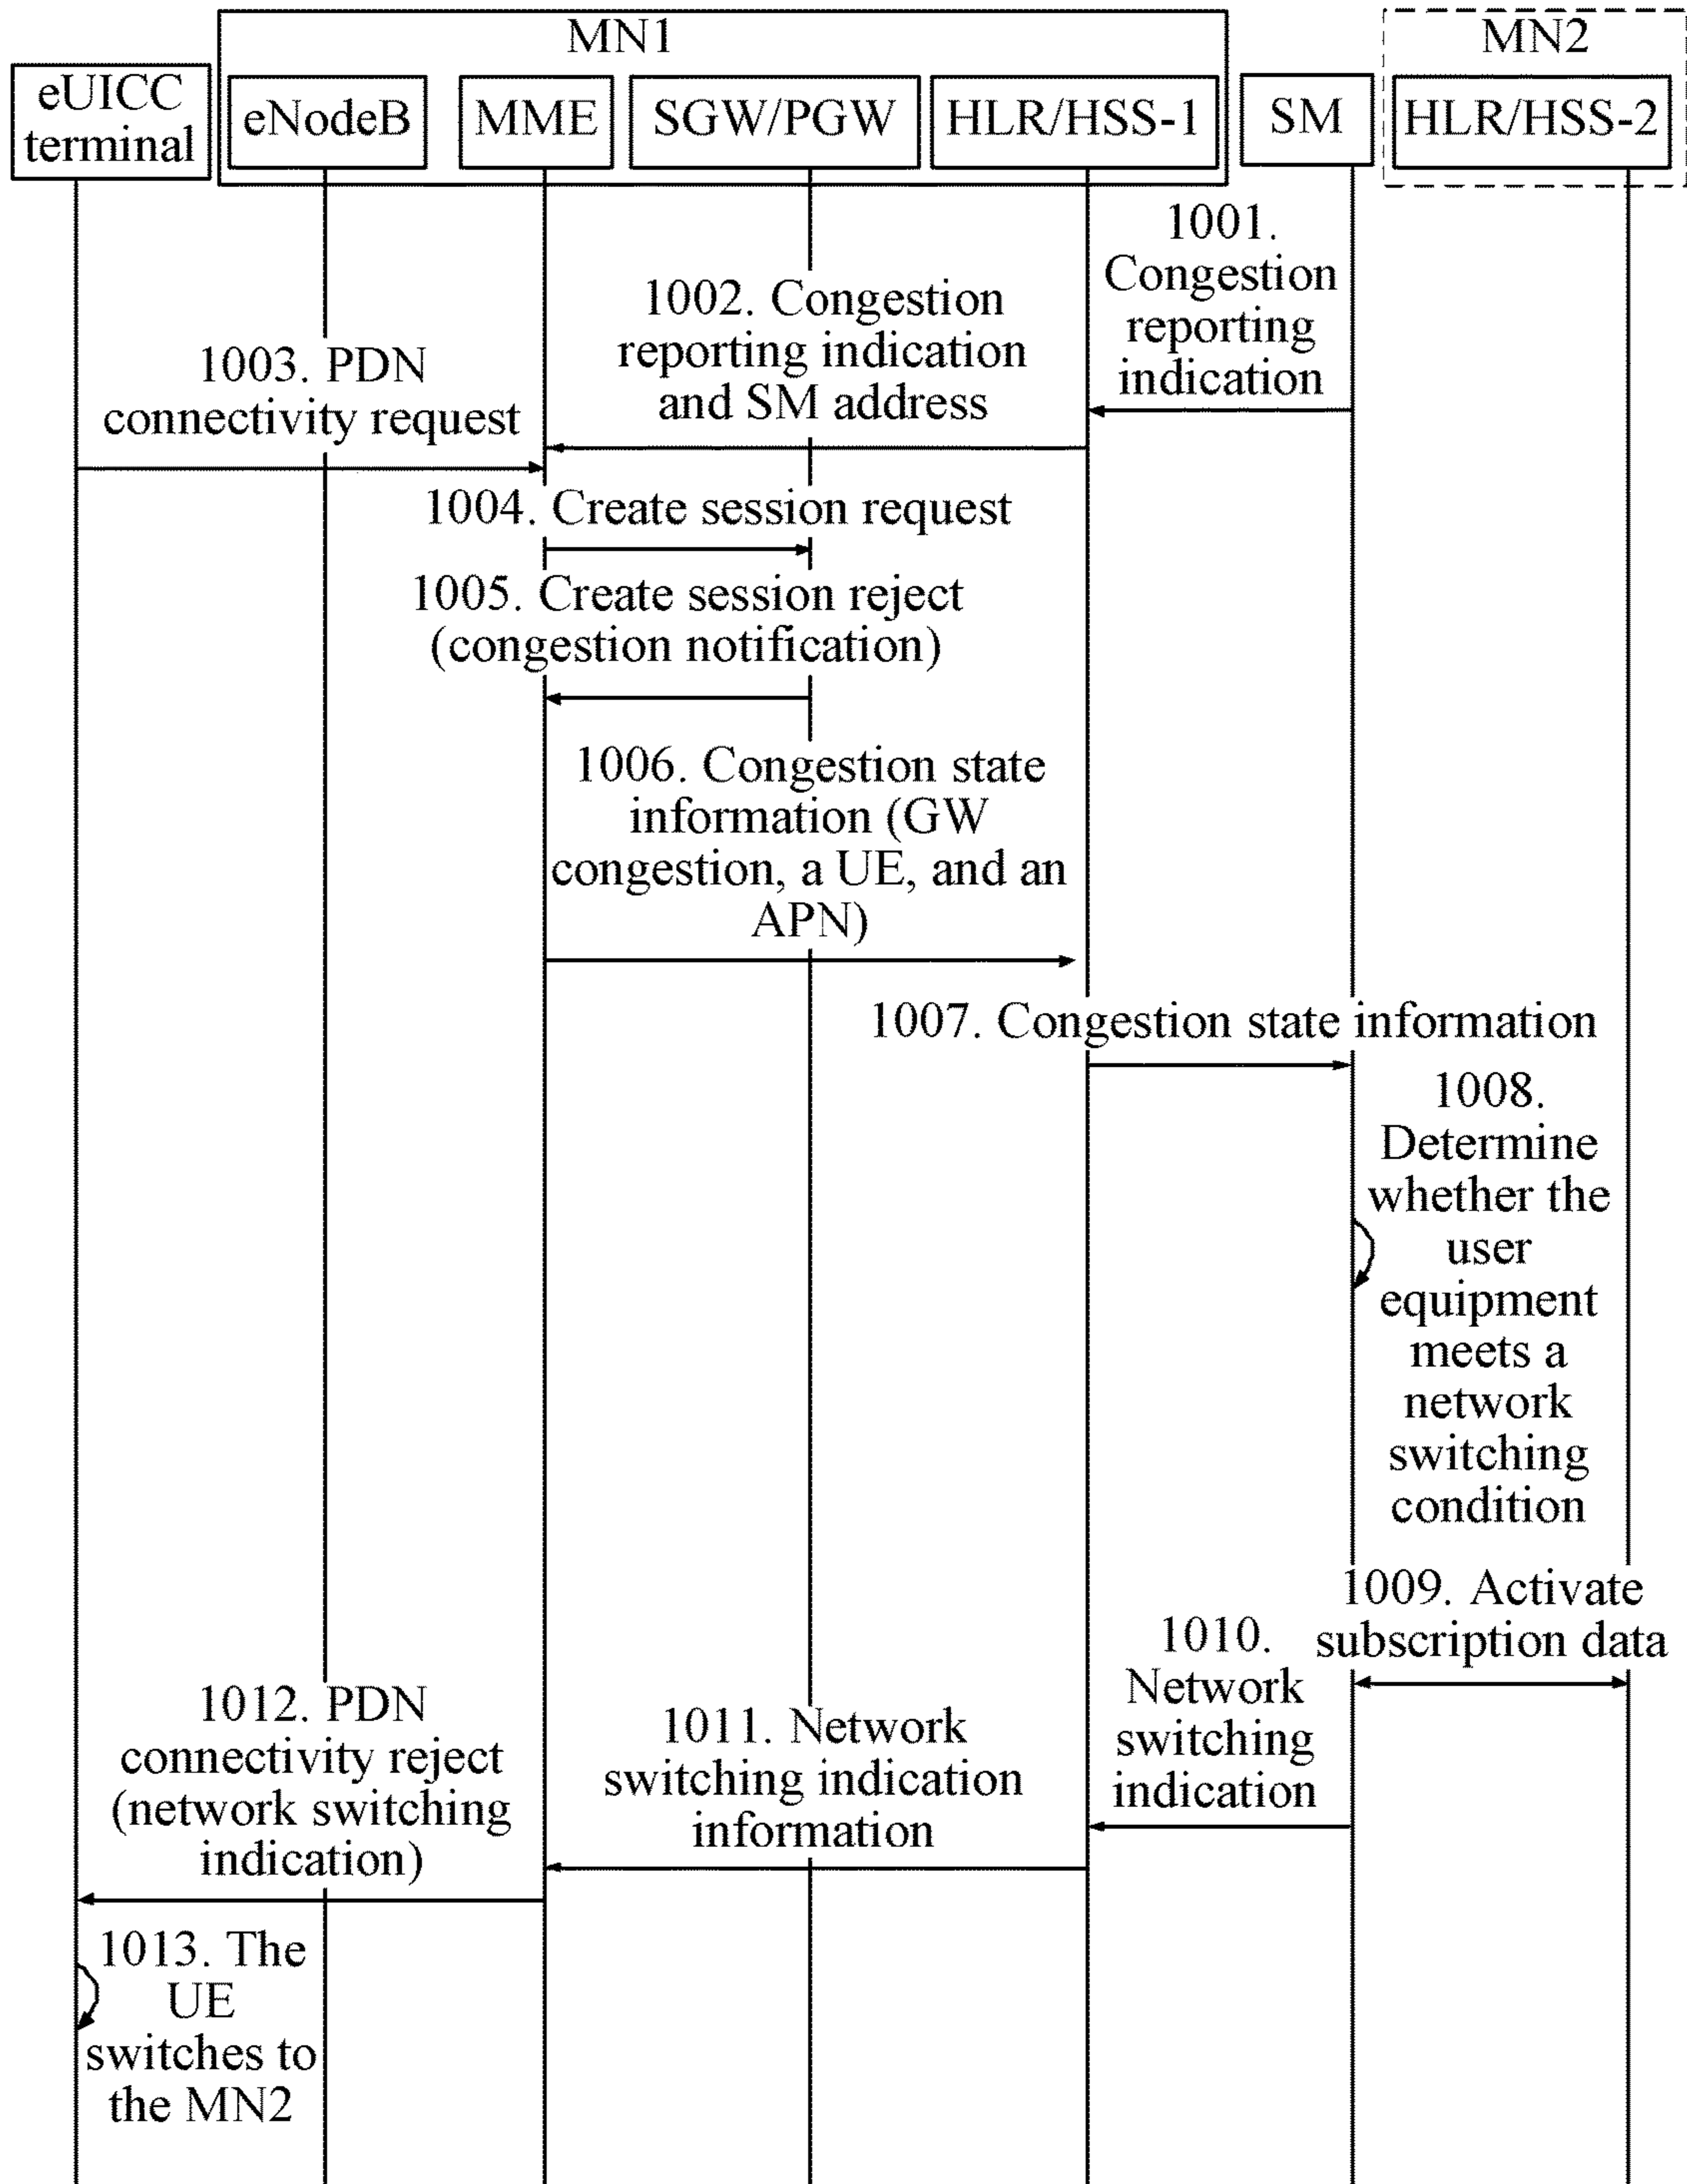 MN1
MN2
eUICC
terminal
eNodeB
MME
SGW/PGW
HLR/HSS-1
SM
HLR/HSS-2
1001.
Congestion
reporting
indication
1002. Congestion
reporting indication
and SM address
1003. PDN
connectivity request
1004. Create session request
1005. Create session reject
(congestion notification)
1006. Congestion state
information (GW
congestion, a UE, and an
APN)
1007. Congestion state information
1008.
Determine
whether the
user
equipment
meets a
network
switching
condition
1009. Activate
subscription data
1010.
Network
switching
indication
1011. Network
switching indication
information
1012. PDN
connectivity reject
(network switching
indication)
1013. The
UE
switches to
the MN2